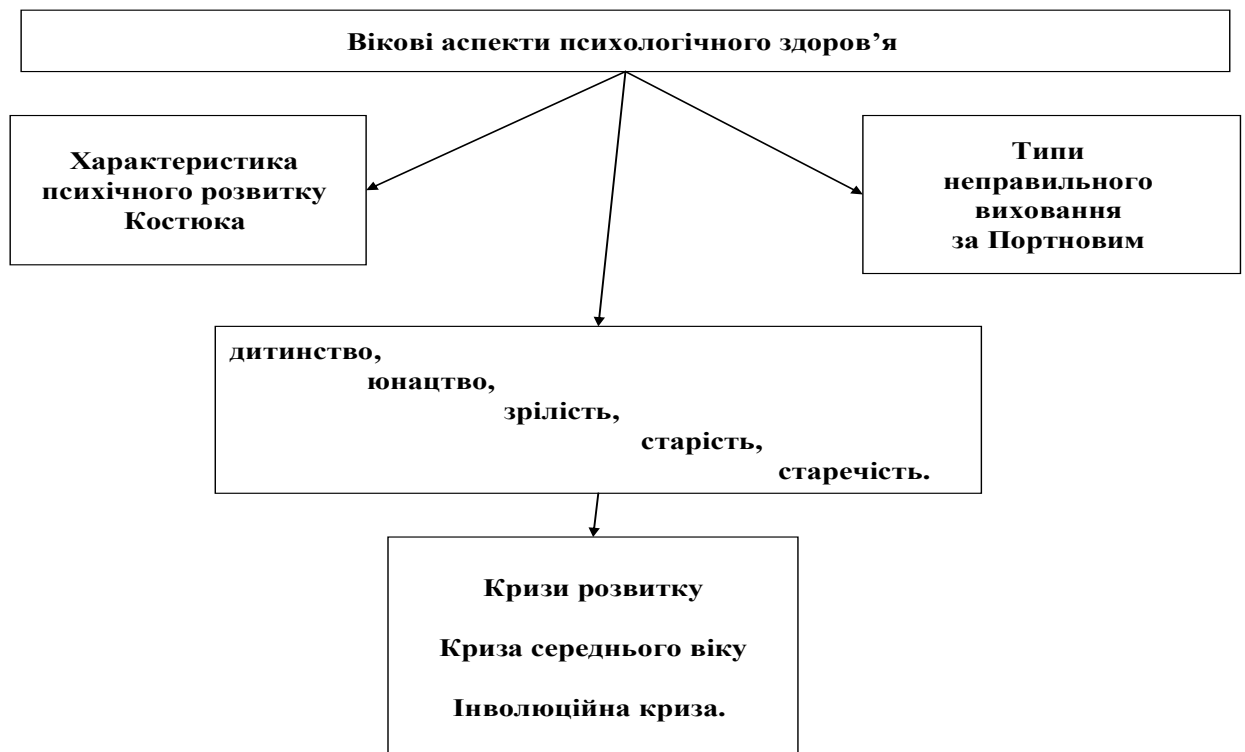 Вікові аспекти психологічного здоров’я
Характеристика
психічного розвитку
Костюка
Типи
неправильного
виховання
за Портновим
дитинство,
юнацтво,
зрілість,
старість,
старечість.
Кризи розвитку
Криза середнього віку
Інволюційна криза.